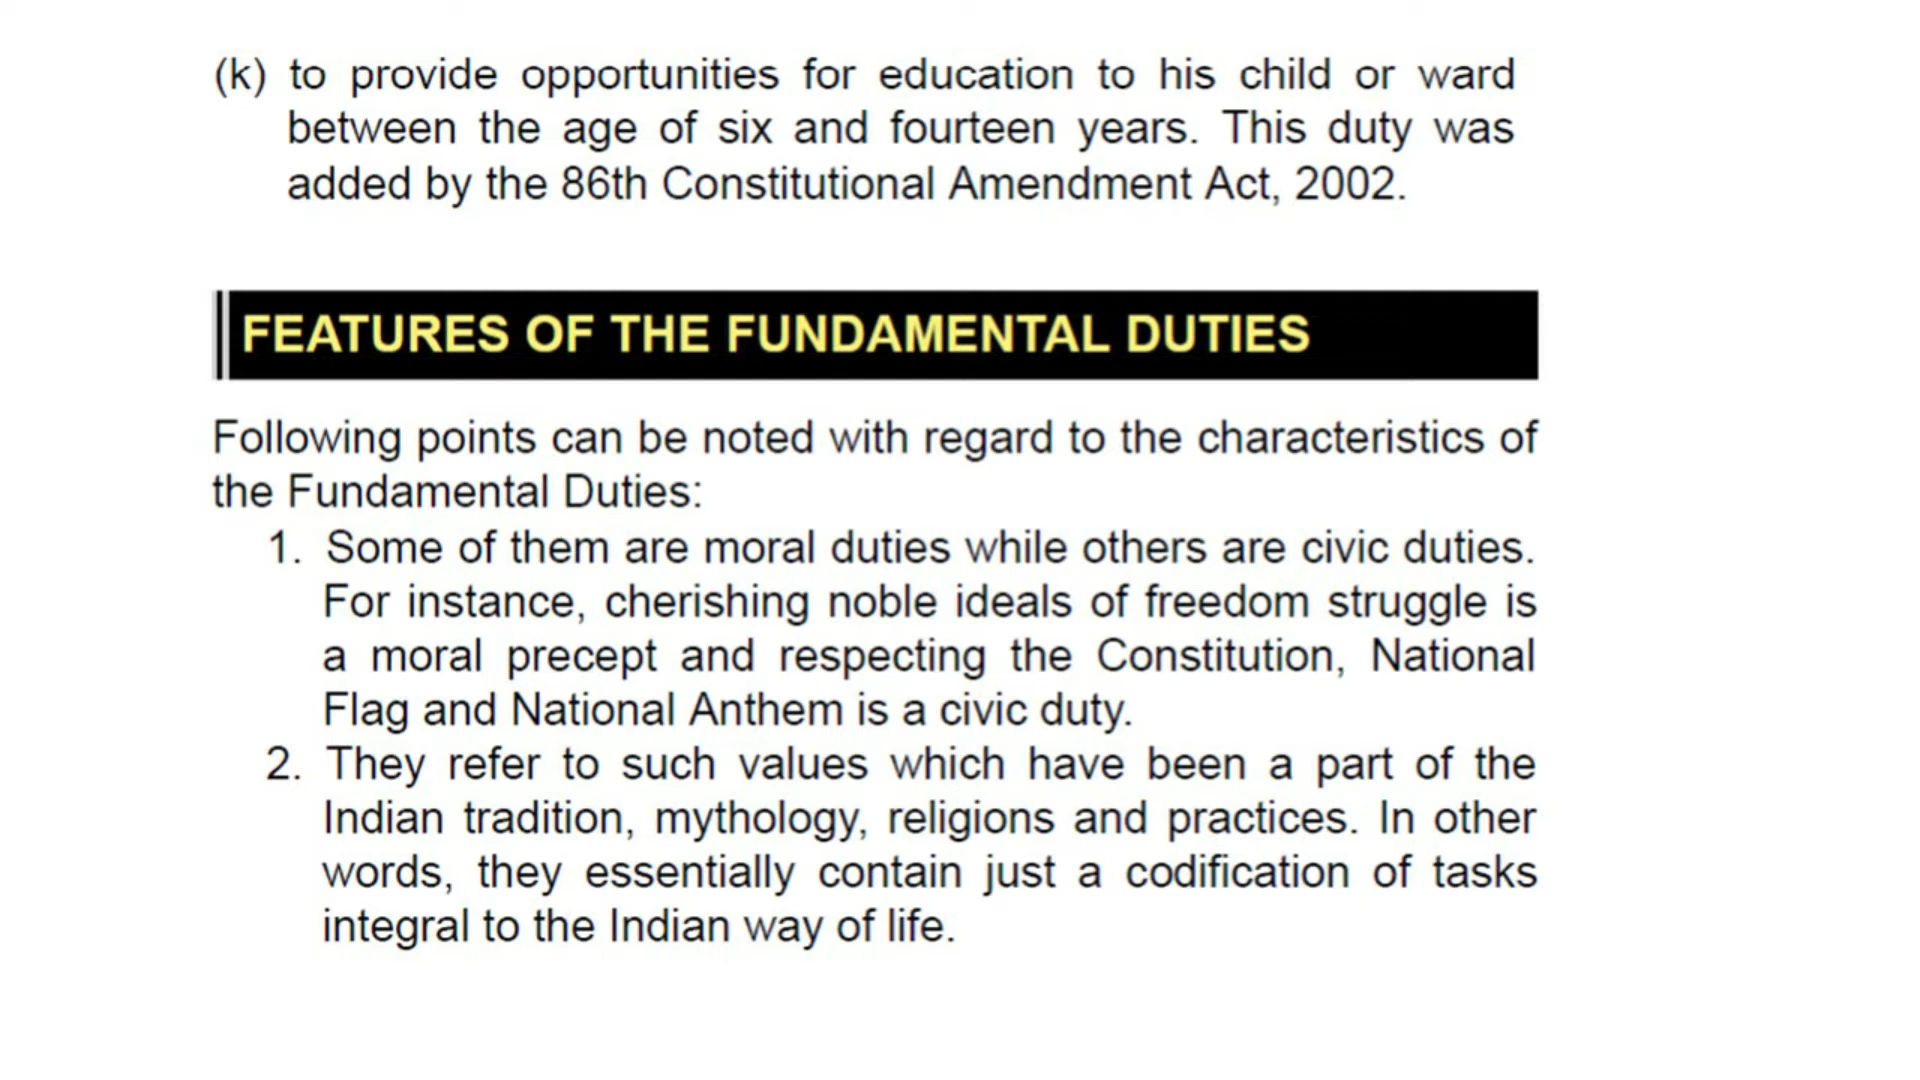 (k) to provide opportunities for education to his child or ward
between the age of six and fourteen years. This duty was
added by the 86th Constitutional Amendment Act, 2002.
FEATURES OF THE FUNDAMENTAL DUTIES
Following points can be noted with regard to the characteristics of
the Fundamental Duties:
1. Some of them are moral duties while others are civic duties.
For instance, cherishing noble ideals of freedom struggle is
a moral precept and respecting the Constitution, National
Flag and National Anthem is a civic duty.
2. They refer to such values which have been a part of the
Indian tradition, mythology, religions and practices. In other
words, they essentially contain just a codification of tasks
integral to the Indian way of life.